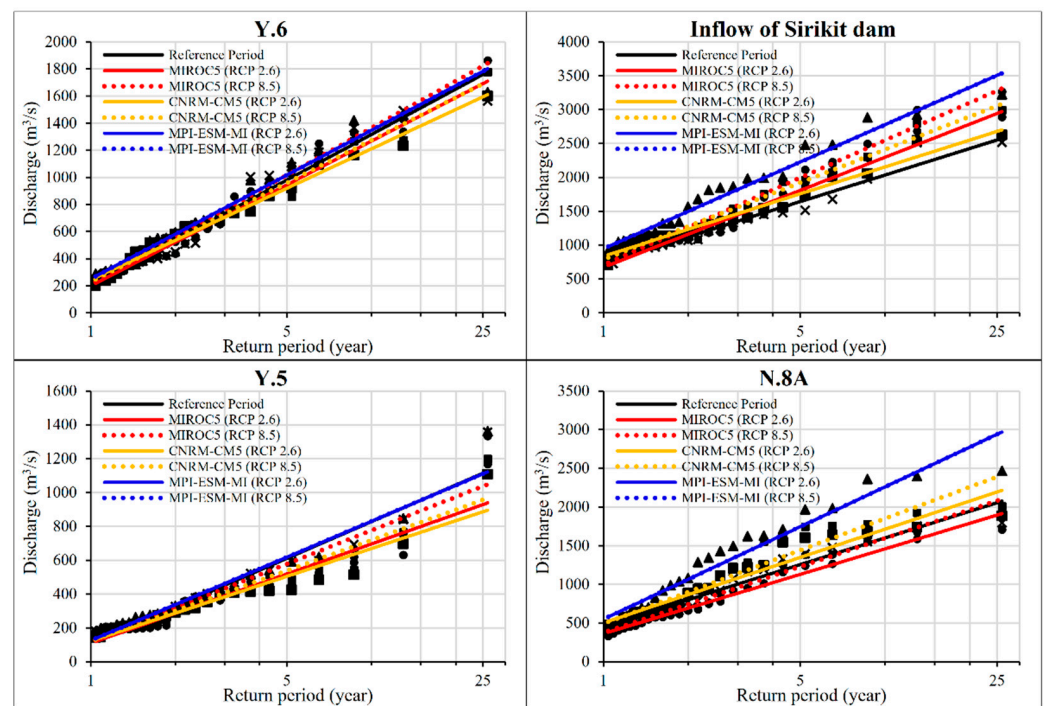 Y.6
Discharge (m³/s)
2000
1800
1600
1400
1200
1000
800
600
400
200
0
Reference Period
MIROC5 (RCP 2.6)
MIROC5 (RCP 8.5)
CNRM-CM5 (RCP 2.6)
CNRM-CM5 (RCP 8.5)
MPI-ESM-MI (RCP 2.6)
MPI-ESM-MI (RCP 8.5)
1 5 25
Return period (year)
Inflow of Sirikit dam
Discharge (m³/s)
4000
3500
3000
2500
2000
1500
1000
500
0
Reference Period
MIROC5 (RCP 2.6)
MIROC5 (RCP 8.5)
CNRM-CM5 (RCP 2.6)
CNRM-CM5 (RCP 8.5)
MPI-ESM-MI (RCP 2.6)
MPI-ESM-MI (RCP 8.5)
1 5 25
Return period (year)
Y.5
Discharge (m³/s)
1600
1400
1200
1000
800
600
400
200
0
Reference Period
MIROC5 (RCP 2.6)
MIROC5 (RCP 8.5)
CNRM-CM5 (RCP 2.6)
CNRM-CM5 (RCP 8.5)
MPI-ESM-MI (RCP 2.6)
MPI-ESM-MI (RCP 8.5)
1 5 25
Return period (year)
N.8A
Discharge (m³/s)
3500
3000
2500
2000
1500
1000
500
0
Reference Period
MIROC5 (RCP 2.6)
MIROC5 (RCP 8.5)
CNRM-CM5 (RCP 2.6)
CNRM-CM5 (RCP 8.5)
MPI-ESM-MI (RCP 2.6)
MPI-ESM-MI (RCP 8.5)
1 5 25
Return period (year)